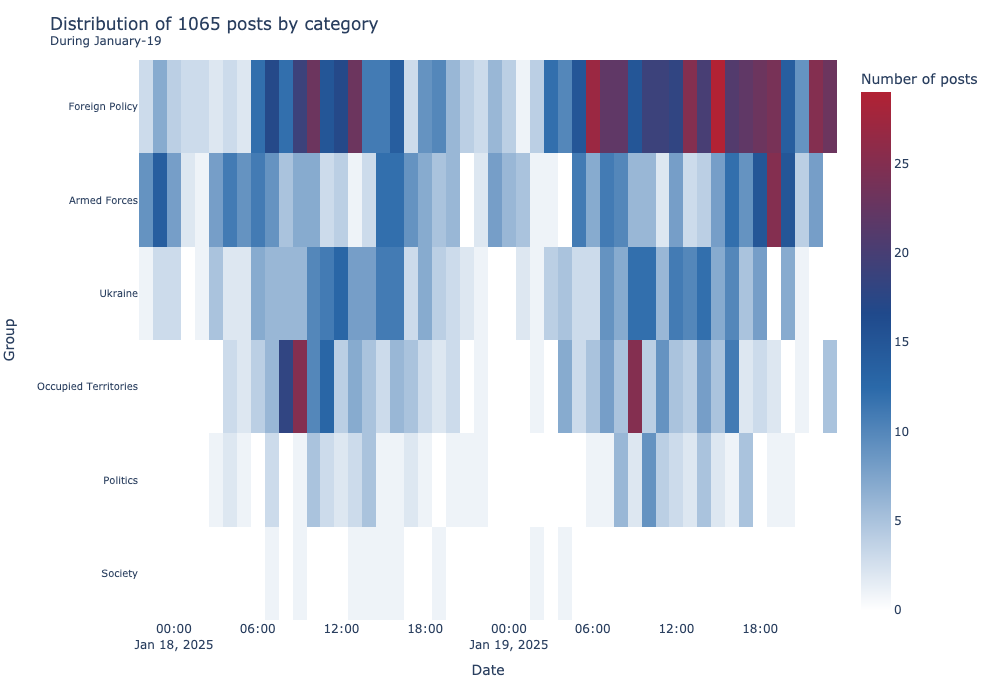 Distribution of 1065 posts by category
During January-19
Number of posts
Foreign Policy
Armed Forces
Ukraine
Occupied Territories
Politics
Society
Group
25
20
15
10
5
0
00:00
Jan 18, 2025
06:00
12:00
18:00
00:00
Jan 19, 2025
06:00
12:00
18:00
Date